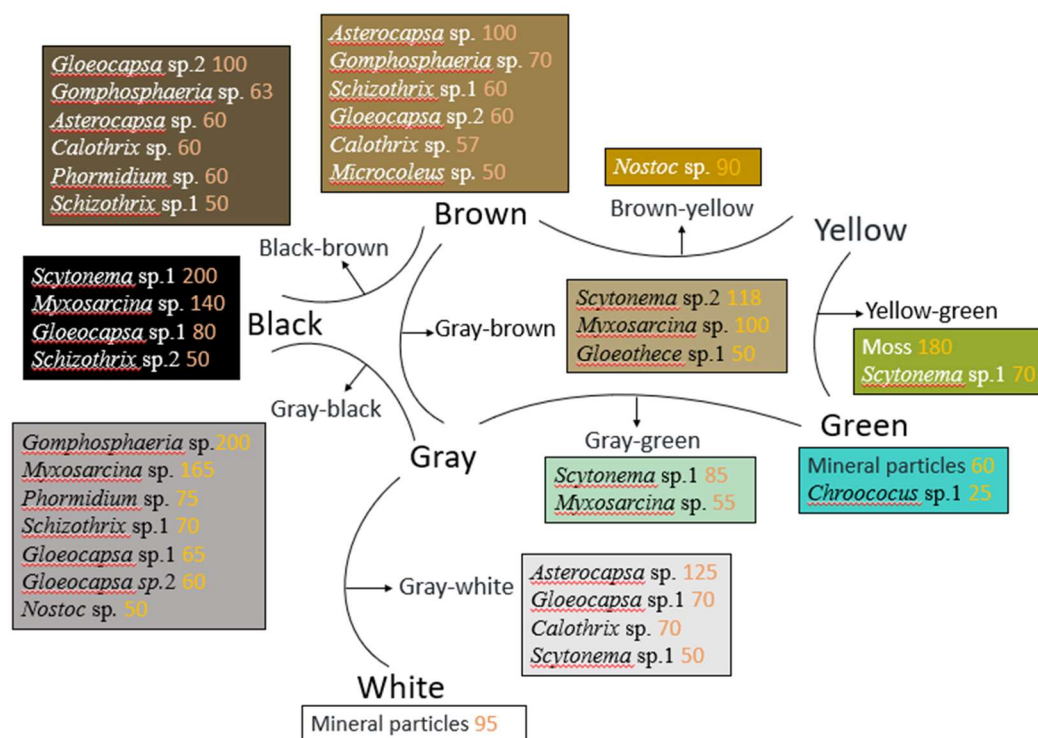 Gloeocapsa sp.2 100
Gomphosphaeria sp. 63
Asterocapsa sp. 60
Calothrix sp. 60
Phormidium sp. 60
Schizothrix sp.1 50
Asterocapsa sp. 100
Gomphosphaeria sp. 70
Schizothrix sp.1 60
Gloeocapsa sp.2 60
Calothrix sp. 57
Microcoleus sp. 50
Nostoc sp. 90
Brown
Brown-yellow
Yellow
Black-brown
Scytonema sp.1 200
Myxosarcina sp. 140
Gloeocapsa sp.1 80
Schizothrix sp.2 50
Black
Gray-brown
Scytonema sp.2 118
Myxosarcina sp. 100
Gloeothece sp.1 50
Yellow-green
Moss 180
Scytonema sp.1 70
Gray-black
Gray
Gray-green
Green
Gomphosphaeria sp.200
Myxosarcina sp. 165
Phormidium sp. 75
Schizothrix sp.1 70
Gloeocapsa sp.1 65
Gloeocapsa sp.2 60
Nostoc sp. 50
Scytonema sp.1 85
Myxosarcina sp. 55
Mineral particles 60
Chroococus sp.1 25
Gray-white
Asterocapsa sp. 125
Gloeocapsa sp.1 70
Calothrix sp. 70
Scytonema sp.1 50
White
Mineral particles 95